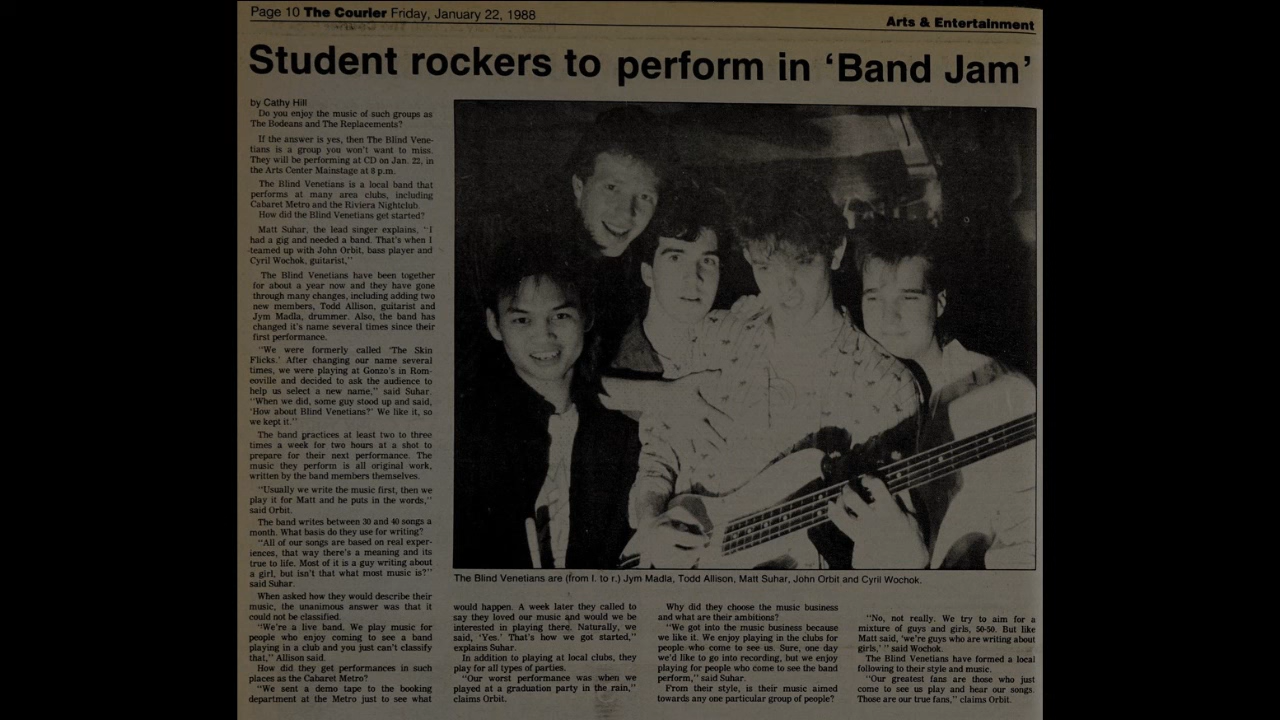 Page 10 The Courier Friday, January 22, 1988
Arts & Entertainment
Student rockers to perform in ‘Band Jam’
by Cathy Hill
Do you enjoy the music of such groups as
The Bodeans and The Replacements?
If the answer is yes, then The Blind Vene-
tians is a group you won't want to miss.
They will be performing at CD on Jan. 22, in
the Arts Center Mainstage at 8 p.m.
The Blind Venetians is a local band that
performs at many area clubs, including
Cabaret Metro and the Riviera Nightclub.
How did the Blind Venetians get started?
Matt Suhar, the lead singer explains, "I
had a gig and needed a band. That's when I
teamed up with John Orbit, bass player and
Cyril Wochok, guitarist,"
The Blind Venetians have been together
for about a year now and they have gone
through many changes, including adding two
new members, Todd Allison, guitarist and
Jym Madla, drummer. Also, the band has
changed it's name several times since their
first performance.
"We were formerly called 'The Skin
Flicks.' After changing our name several
times, we were playing at Gonzo's in Rom-
eoville and decided to ask the audience to
help us select a new name," said Suhar.
"When we did, some guy stood up and said,
'How about Blind Venetians?' We like it, so
we kept it."
The band practices at least two to three
times a week for two hours at a shot to
prepare for their next performance. The
music they perform is all original work,
written by the band members themselves.
"Usually we write the music first, then we
play it for Matt and he puts in the words,"
said Orbit.
The band writes between 30 and 40 songs a
month. What basis do they use for writing?
"All of our songs are based on real exper-
iences, that way there's a meaning and its
true to life. Most of it is a guy writing about
a girl, but isn't that what most music is?"
said Suhar.
When asked how they would describe their
music, the unanimous answer was that it
could not be classified.
"We're a live band. We play music for
people who enjoy coming to see a band
playing in a club and you just can't classify
that," Allison said.
How did they get performances in such
places as the Cabaret Metro?
"We sent a demo tape to the booking
department at the Metro just to see what
The Blind Venetians are (from l. to r.) Jym Madla, Todd Allison, Matt Suhar, John Orbit and Cyril Wochok.
would happen. A week later they called to
say they loved our music and would we be
interested in playing there. Naturally, we
said, 'Yes.' That's how we got started,"
explains Suhar.
In addition to playing at local clubs, they
play for all types of parties.
"Our worst performance was when we
played at a graduation party in the rain,"
claims Orbit.
Why did they choose the music business
and what are their ambitions?
"We got into the music business because
we like it. We enjoy playing in the clubs for
people who come to see us. Sure, one day
we'd like to go into recording, but we enjoy
playing for people who come to see the band
perform," said Suhar.
From their style, is their music aimed
towards any one particular group of people?
"No, not really. We try to aim for a
mixture of guys and girls, 50-50. But like
Matt said, 'we're guys who are writing about
girls,' " said Wochok.
The Blind Venetians have formed a local
following to their style and music.
"Our greatest fans are those who just
come to see us play and hear our songs.
Those are our true fans," claims Orbit.